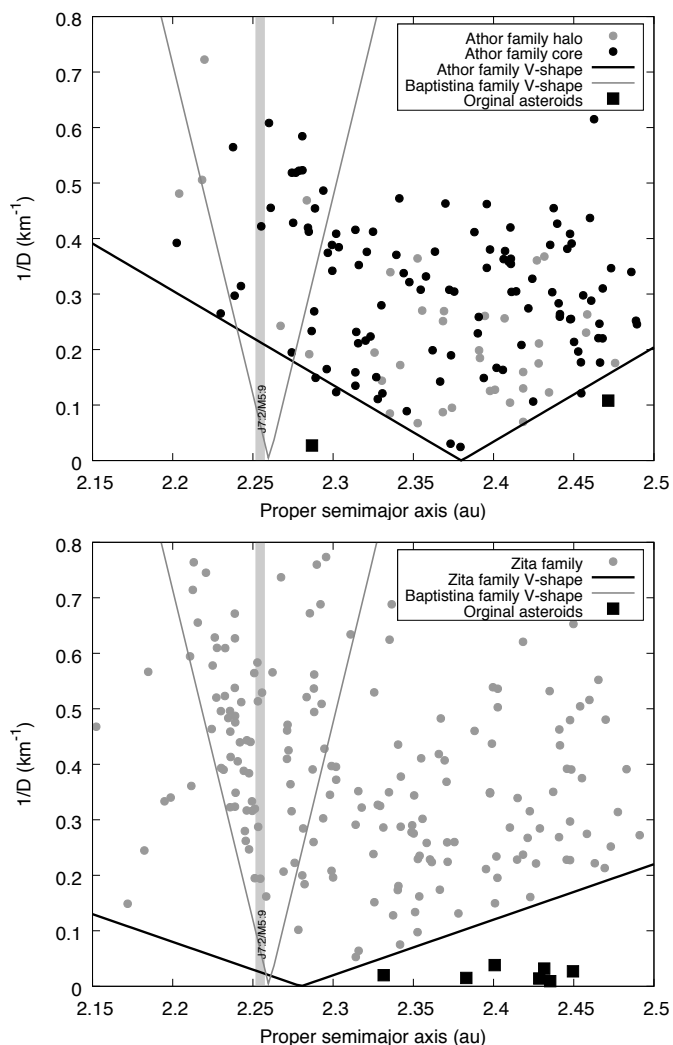 0.8
0.7
0.6
0.5
0.4
0.3
0.2
0.1
0
1/D (km-1)
Athor family halo
Athor family core
Athor family V-shape
Baptistina family V-shape
Orginal asteroids
J7:2/M5:9
2.15 2.2 2.25 2.3 2.35 2.4 2.45 2.5
Proper semimajor axis (au)
0.8
0.7
0.6
0.5
0.4
0.3
0.2
0.1
0
1/D (km-1)
Zita family
Zita family V-shape
Baptistina family V-shape
Orginal asteroids
J7:2/M5:9
2.15 2.2 2.25 2.3 2.35 2.4 2.45 2.5
Proper semimajor axis (au)